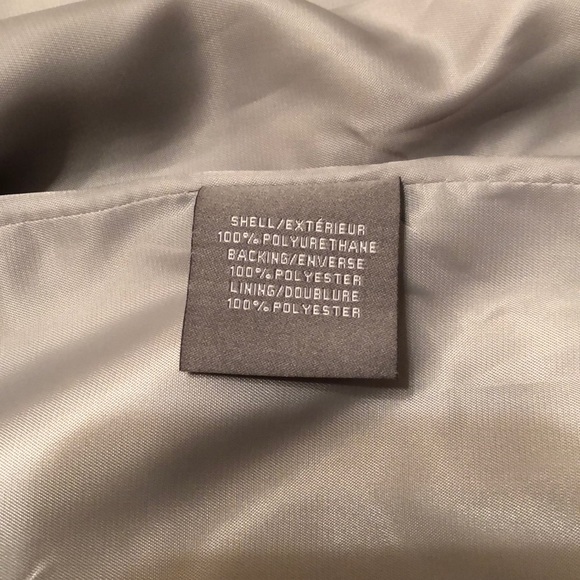 SHELL/EXTÉRIEUR
100% POLYURETHANE
BACKING/ENVERSE
100% POLYESTER
LINING/DOUBLURE
100% POLYESTER